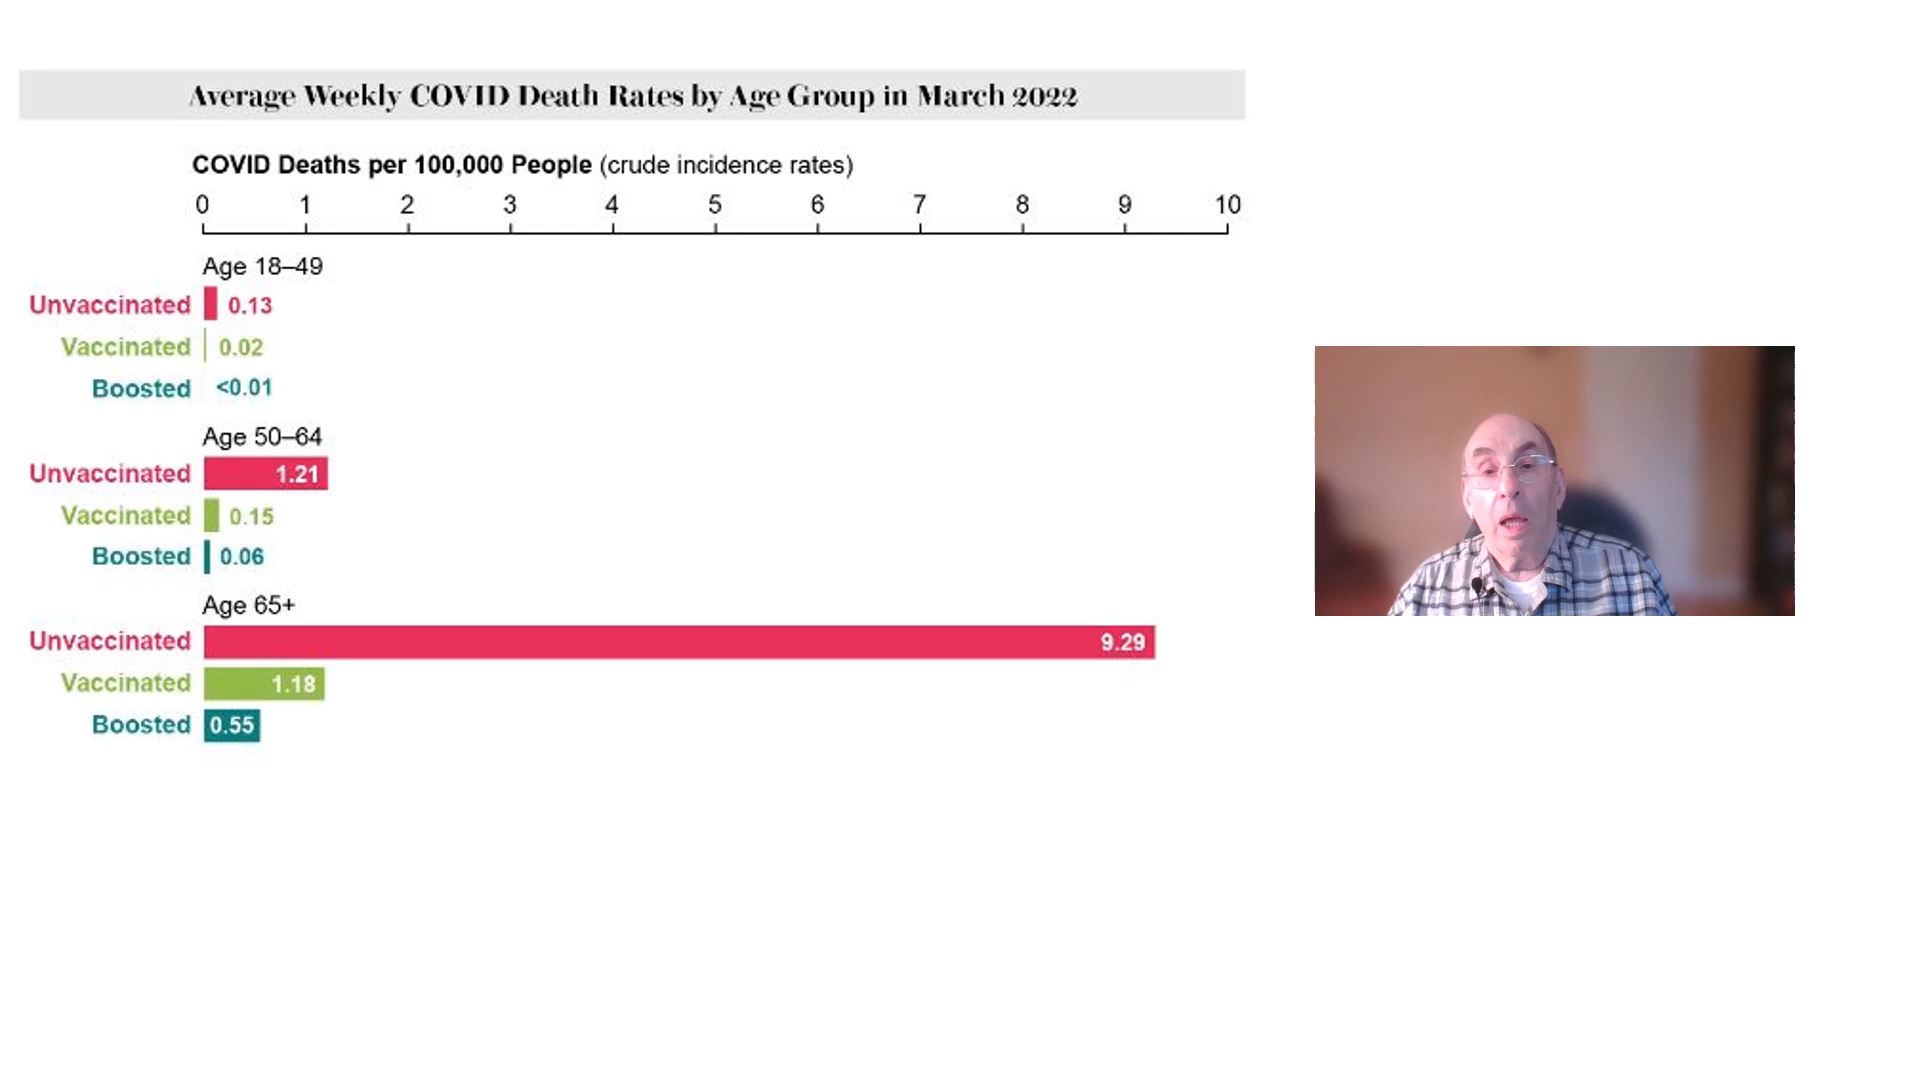 Average Weekly COVID Death Rates by Age Group in March 2022
COVID Deaths per 100,000 People (crude incidence rates)
0 1 2 3 4 5 6 7 8 9 10
Age 18–49
Unvaccinated 0.13
Vaccinated 0.02
Boosted <0.01
Age 50–64
Unvaccinated 1.21
Vaccinated 0.15
Boosted 0.06
Age 65+
Unvaccinated 9.29
Vaccinated 1.18
Boosted 0.55